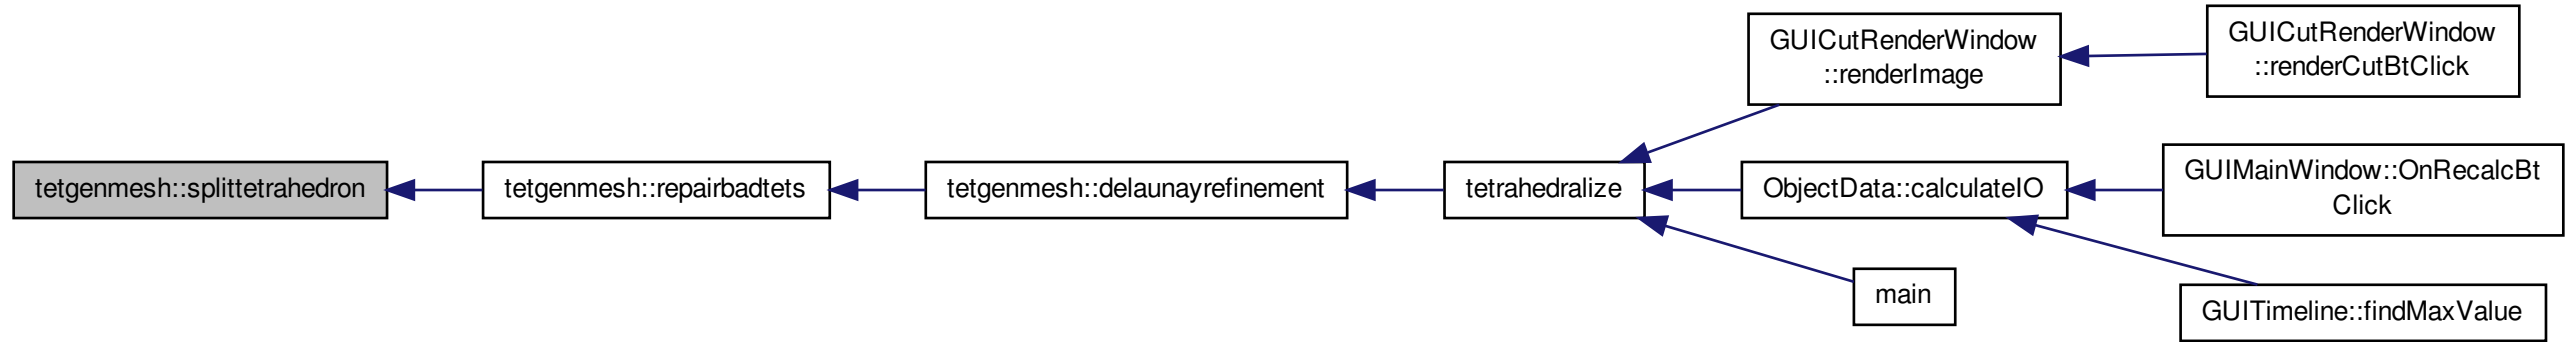 tetgenmesh::splittetrahedron
tetgenmesh::repairbadtets
tetgenmesh::delaunayrefinement
tetrahedralize
GUICutRenderWindow
::renderImage
GUICutRenderWindow
::renderCutBtClick
ObjectData::calculateIO
GUIMainWindow::OnRecalcBt
Click
GUITimeline::findMaxValue
main